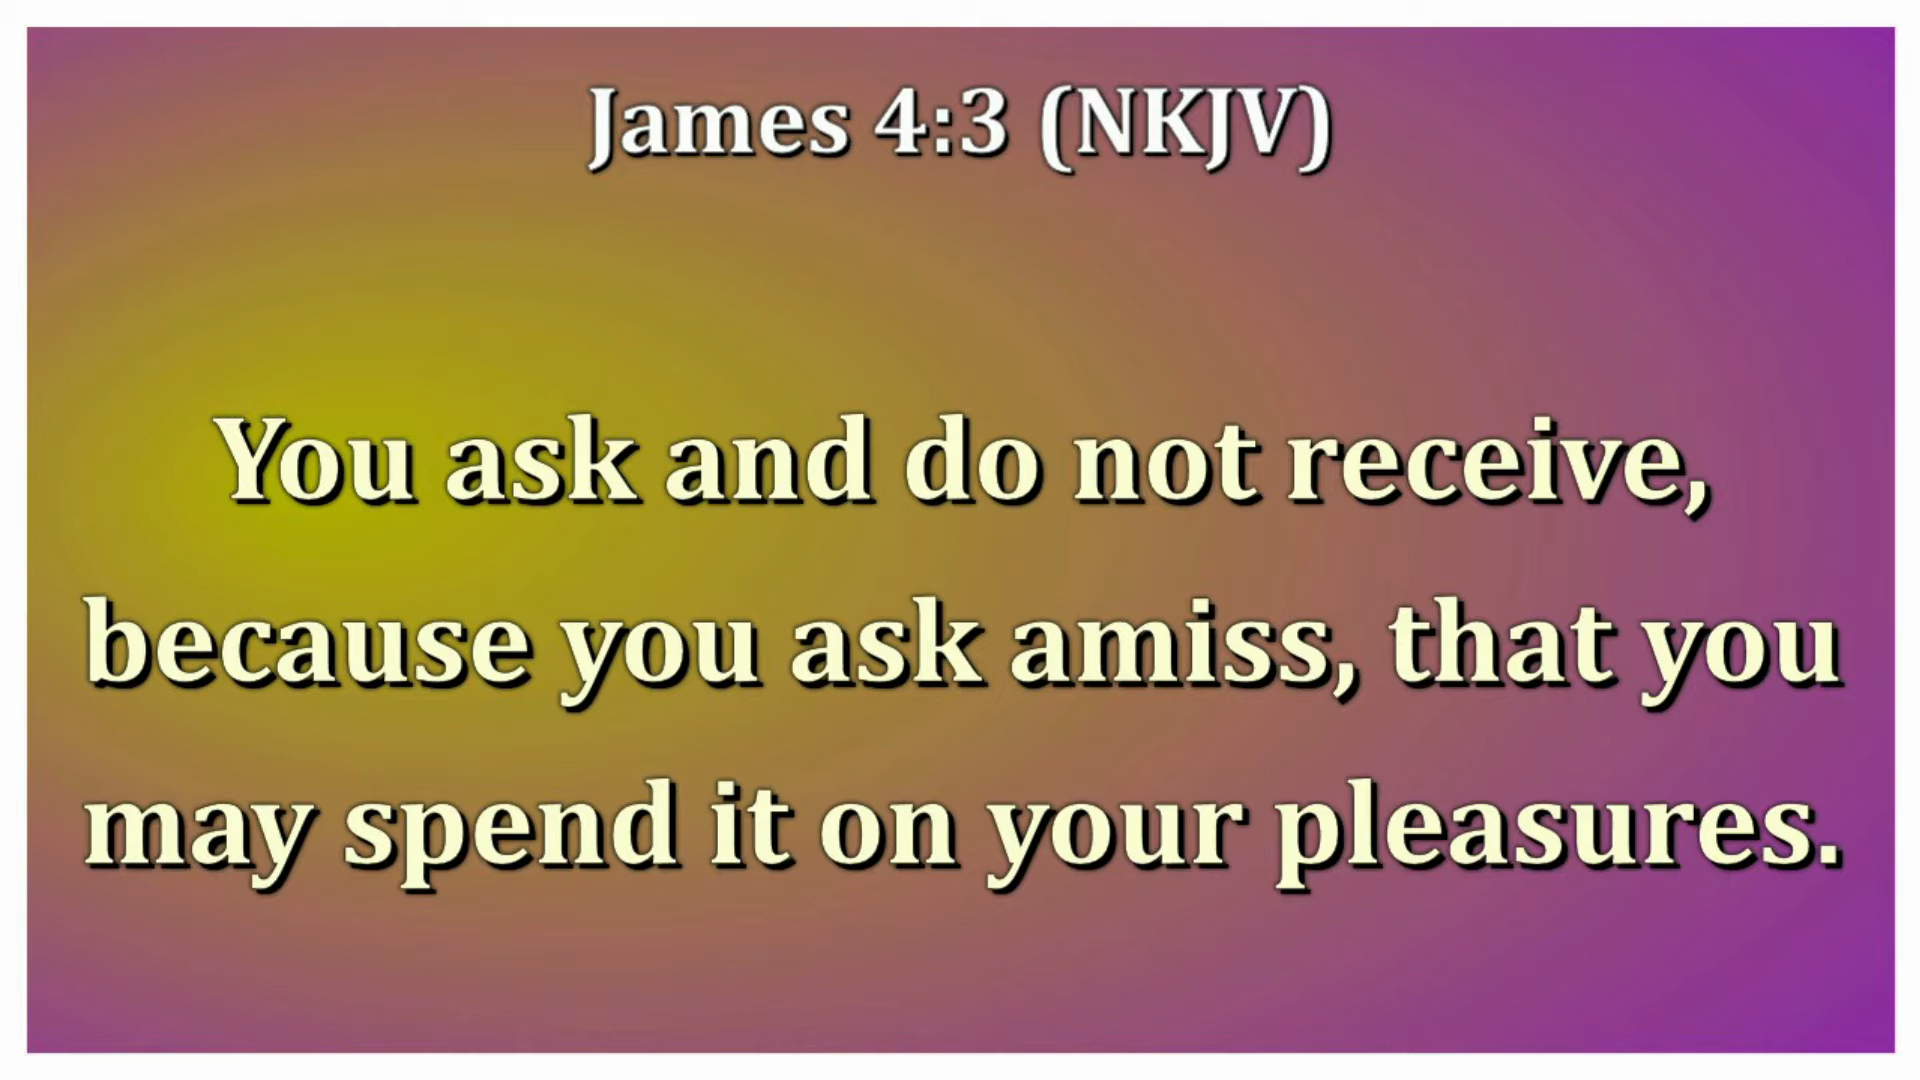 James 4:3 (NKJV)
You ask and do not receive,
because you ask amiss, that you
may spend it on your pleasures.